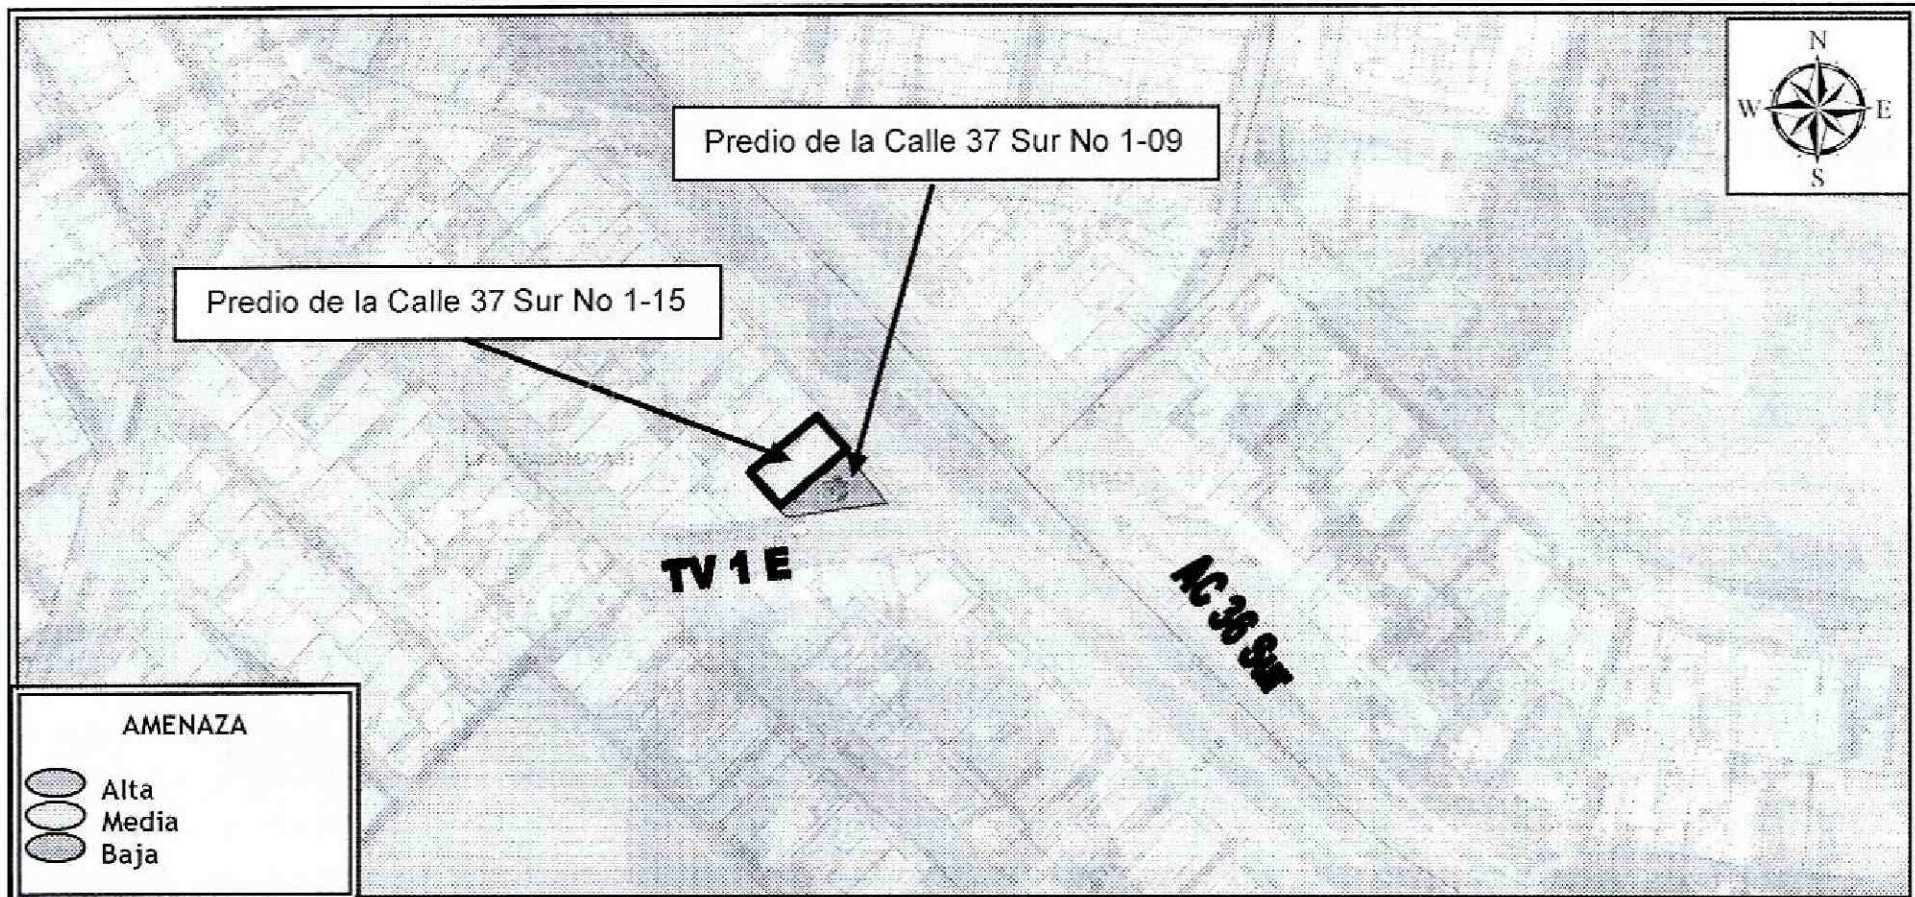 N
W E
S
Predio de la Calle 37 Sur No 1-09
Predio de la Calle 37 Sur No 1-15
TV 1 E
AC 36 Sur
AMENAZA
Alta
Media
Baja